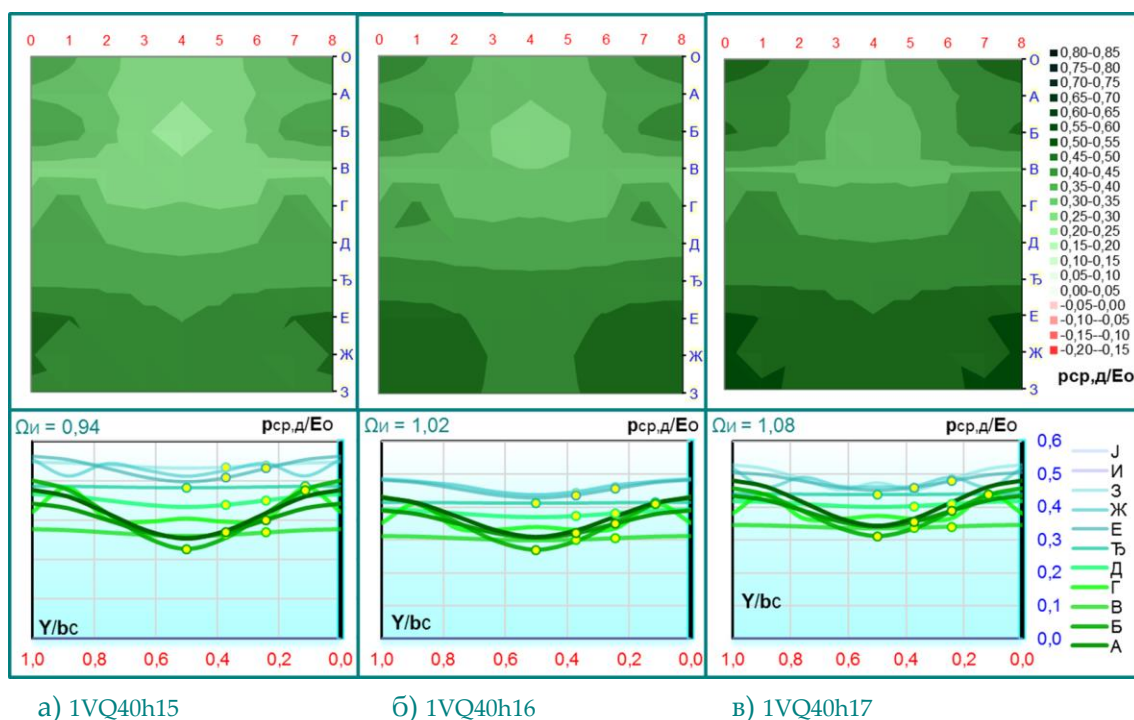 0 1 2 3 4 5 6 7 8
О
А
Б
В
Г
Д
Ђ
Е
Ж
З
0 1 2 3 4 5 6 7 8
О
А
Б
В
Г
Д
Ђ
Е
Ж
З
0 1 2 3 4 5 6 7 8
О
А
Б
В
Г
Д
Ђ
Е
Ж
З
0,80-0,85
0,75-0,80
0,70-0,75
0,65-0,70
0,60-0,65
0,55-0,60
0,50-0,55
0,45-0,50
0,40-0,45
0,35-0,40
0,30-0,35
0,25-0,30
0,20-0,25
0,15-0,20
0,10-0,15
0,05-0,10
0,00-0,05
-0,05-0,00
-0,10--0,05
-0,15--0,10
-0,20--0,15
pср,д/Eo
Ωи = 0,94 pср,д/Eo
Y/bc
1,0 0,8 0,6 0,4 0,2 0,0
Ωи = 1,02 pср,д/Eo
Y/bc
1,0 0,8 0,6 0,4 0,2 0,0
Ωи = 1,08 pср,д/Eo
Y/bc
1,0 0,8 0,6 0,4 0,2 0,0
0,6
0,5
0,4
0,3
0,2
0,1
0,0
Ј
И
З
Ж
Е
Ђ
Д
Г
В
Б
А
а) 1VQ40h15
б) 1VQ40h16
в) 1VQ40h17